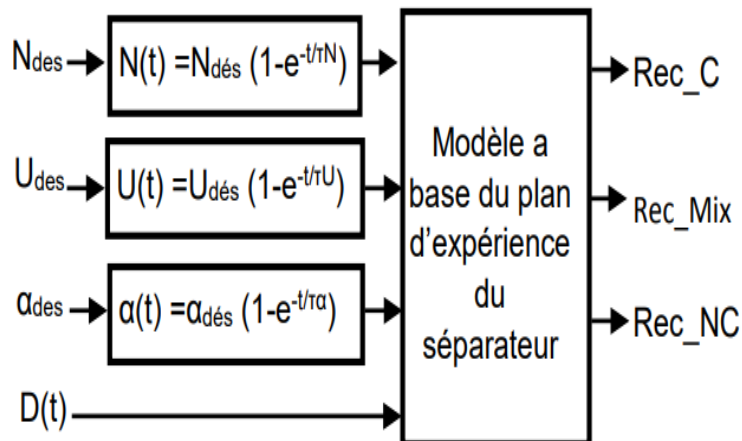 Ndes
N(t) =Ndés (1-e-t/τN)
Udes
U(t) =Udés (1-e-t/τU)
αdes
α(t) =αdés (1-e-t/τα)
D(t)
Modèle a
base du plan
d'expérience
du
séparateur
Rec_C
Rec_Mix
Rec_NC